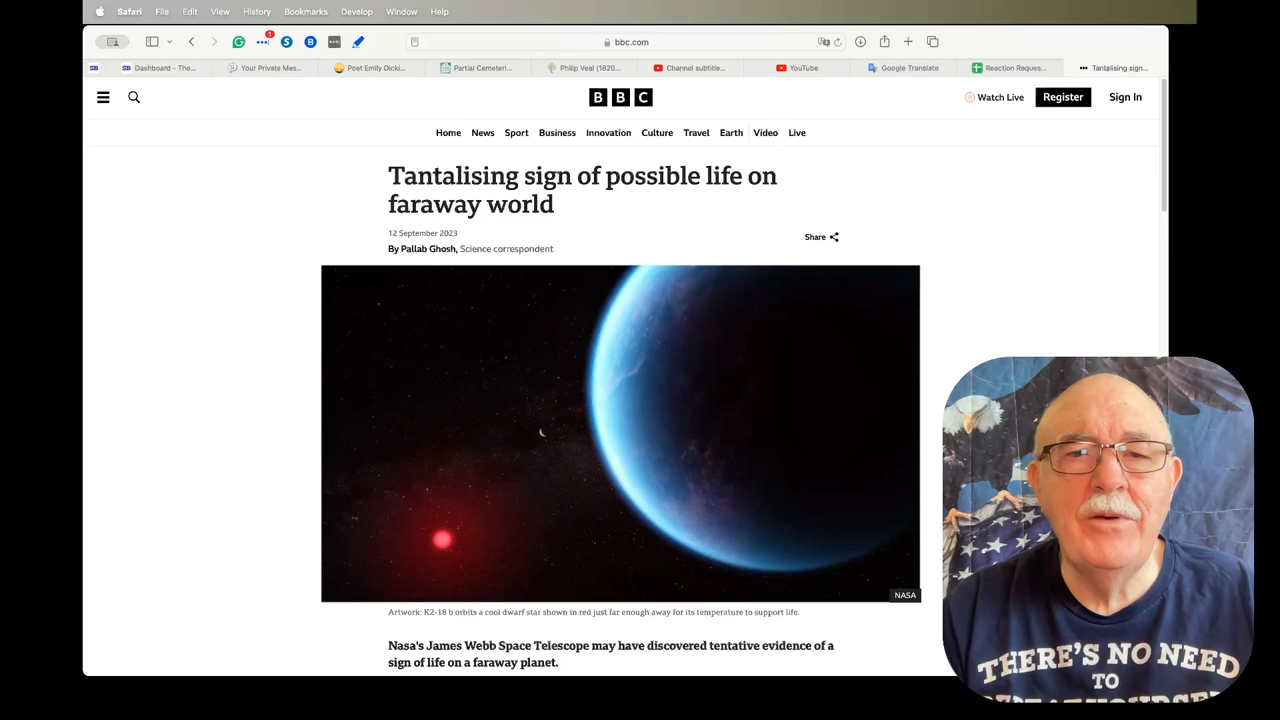 Safari File Edit View History Bookmarks Develop Window Help
1
bbc.com
SB Dashboard - The... Your Private Mes... Poet Emily Dicki... Partial Cemeteri... Philip Veal (1820... Channel subtitle... YouTube Google Translate Reaction Reques... Tantalising sign...
BBC
Watch Live Register Sign In
Home News Sport Business Innovation Culture Travel Earth Video Live
Tantalising sign of possible life on
faraway world
12 September 2023
By Pallab Ghosh, Science correspondent
Share
NASA
Artwork: K2-18 b orbits a cool dwarf star shown in red just far enough away for its temperature to support life.
Nasa's James Webb Space Telescope may have discovered tentative evidence of a
sign of life on a faraway planet.
THERE'S NO NEED
TO